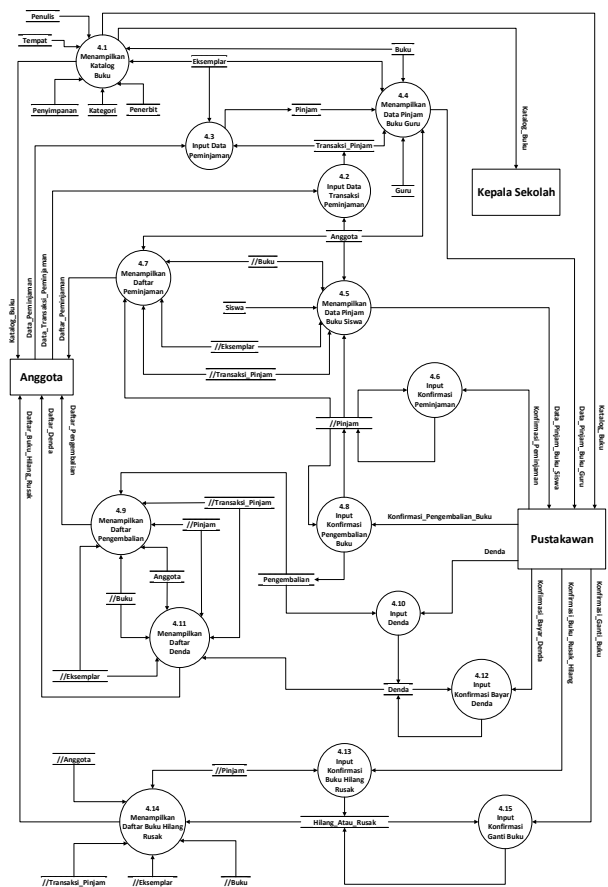 Penulis
Tempat
4.1
Menampilkan
Katalog
Buku
Penyimpanan
Kategori
Penerbit
Eksemplar
Buku
4.4
Menampilkan
Data Pinjam
Buku Guru
Pinjam
4.3
Input Data
Peminjaman
Transaksi_Pinjam
4.2
Input Data
Transaksi
Peminjaman
Guru
Katalog_Buku
Kepala Sekolah
Anggota
4.7
Menampilkan
Daftar
Peminjaman
//Buku
Siswa
4.5
Menampilkan
Data Pinjam
Buku Siswa
//Eksemplar
//Transaksi_Pinjam
Katalog_Buku
Data_Peminjaman
Data_Transaksi_Peminjaman
Daftar_Peminjaman
Anggota
4.6
Input
Konfirmasi
Peminjaman
//Pinjam
Konfirmasi_Peminjaman
Data_Pinjam_Buku_Siswa
Data_Pinjam_Buku_Guru
Katalog_Buku
Daftar_Buku_Hilang_Rusak
Daftar_Denda
Daftar_Pengembalian
4.9
Menampilkan
Daftar
Pengembalian
//Transaksi_Pinjam
//Pinjam
4.8
Input
Konfirmasi
Pengembalian
Buku
Konfirmasi_Pengembalian_Buku
Pustakawan
Denda
Anggota
Pengembalian
//Buku
4.11
Menampilkan
Daftar
Denda
//Eksemplar
4.10
Input
Denda
Denda
4.12
Input
Konfirmasi Bayar
Denda
Konfirmasi_Bayar_Denda
Konfirmasi_Buku_Rusak_Hilang
Konfirmasi_Ganti_Buku
//Anggota
//Pinjam
4.13
Input
Konfirmasi
Buku Hilang
Rusak
4.14
Menampilkan
Daftar Buku Hilang
Rusak
Hilang_Atau_Rusak
4.15
Input
Konfirmasi
Ganti Buku
//Transaksi_Pinjam
//Eksemplar
//Buku